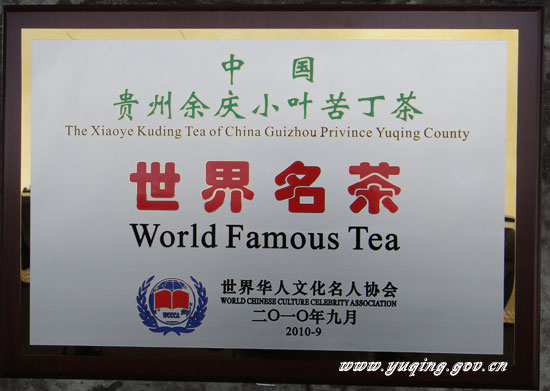 中 国
贵州余庆小叶苦丁茶
The Xiaoye Kuding Tea of China Guizhou Privince Yuqing County
世界名茶
World Famous Tea
WCCCA
世界华人文化名人协会
WORLD CHINESE CULTURE CELEBRITY ASSOCIATION
二〇一〇年九月
2010-9
www.yuqing.gov.cn